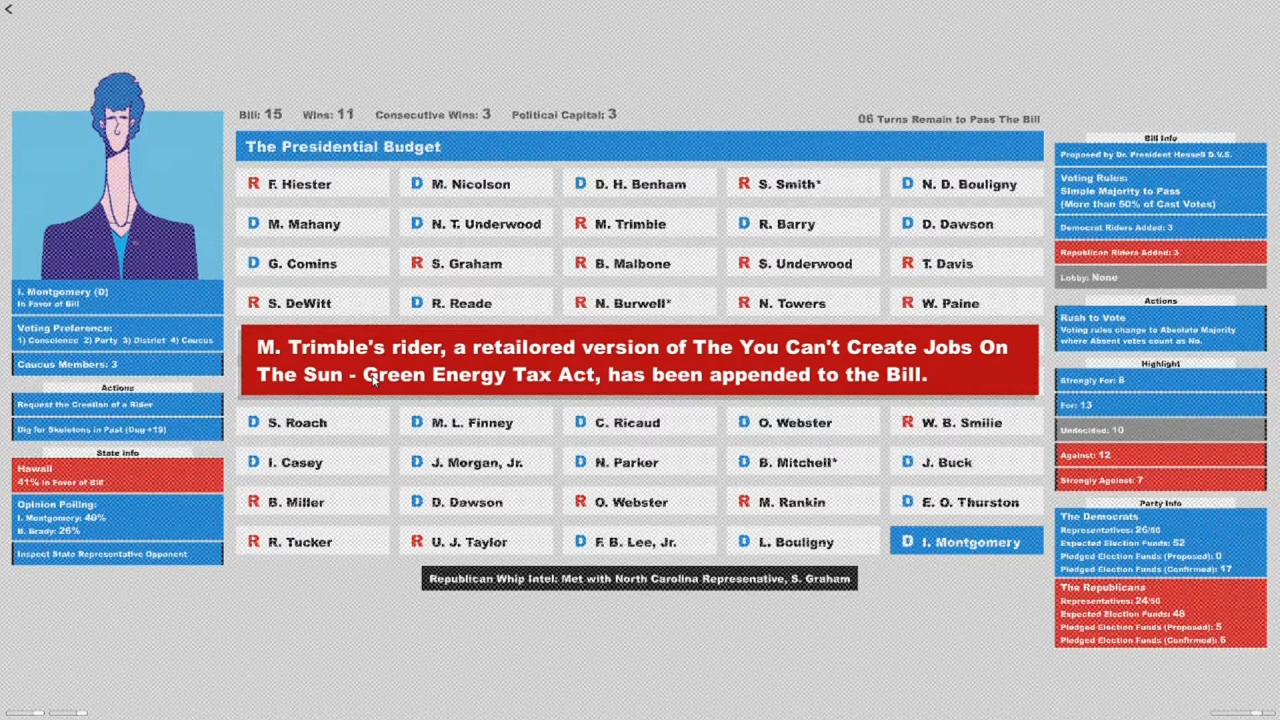 Bill: 15 Wins: 11 Consecutive Wins: 3 Political Capital: 3
06 Turns Remain to Pass The Bill
The Presidential Budget
R F. Hiester D M. Nicolson D D. H. Benham R S. Smith* D N. D. Bouligny
D M. Mahany D N. T. Underwood R M. Trimble D R. Barry D D. Dawson
D G. Comins R S. Graham R B. Malbone R S. Underwood R T. Davis
R S. DeWitt D R. Reade R N. Burwell* R N. Towers R W. Paine
M. Trimble's rider, a retailored version of The You Can't Create Jobs On
The Sun - Green Energy Tax Act, has been appended to the Bill.
D S. Roach D M. L. Finney D C. Ricaud D O. Webster R W. B. Smilie
D I. Casey D J. Morgan, Jr. D N. Parker D B. Mitchell* D J. Buck
R B. Miller D D. Dawson R O. Webster R M. Rankin D E. O. Thurston
R R. Tucker R U. J. Taylor D F. B. Lee, Jr. D L. Bouligny D I. Montgomery
Republican Whip Intel: Met with North Carolina Represenative, S. Graham
I. Montgomery (D)
In Favor of Bill
Voting Preference:
1) Conscience 2) Party 3) District 4) Caucus
Caucus Members: 3
Actions
Request the Creation of a Rider
Dig for Skeletons in Past (Dug +19)
State Info
Hawaii
41% in Favor of Bill
Opinion Polling:
I. Montgomery: 40%
B. Brady: 26%
Inspect State Representative Opponent
Bill Info
Proposed by Dr. President Hessell D.V.S.
Voting Rules:
Simple Majority to Pass
(More than 50% of Cast Votes)
Democrat Riders Added: 3
Republican Riders Added: 3
Lobby: None
Actions
Rush to Vote
Voting rules change to Absolute Majority
where Absent votes count as No.
Highlight
Strongly For: 8
For: 13
Undecided: 10
Against: 12
Strongly Against: 7
Party Info
The Democrats
Representatives: 26/50
Expected Election Funds: 52
Pledged Election Funds (Proposed): 0
Pledged Election Funds (Confirmed): 17
The Republicans
Representatives: 24/50
Expected Election Funds: 48
Pledged Election Funds (Proposed): 5
Pledged Election Funds (Confirmed): 5